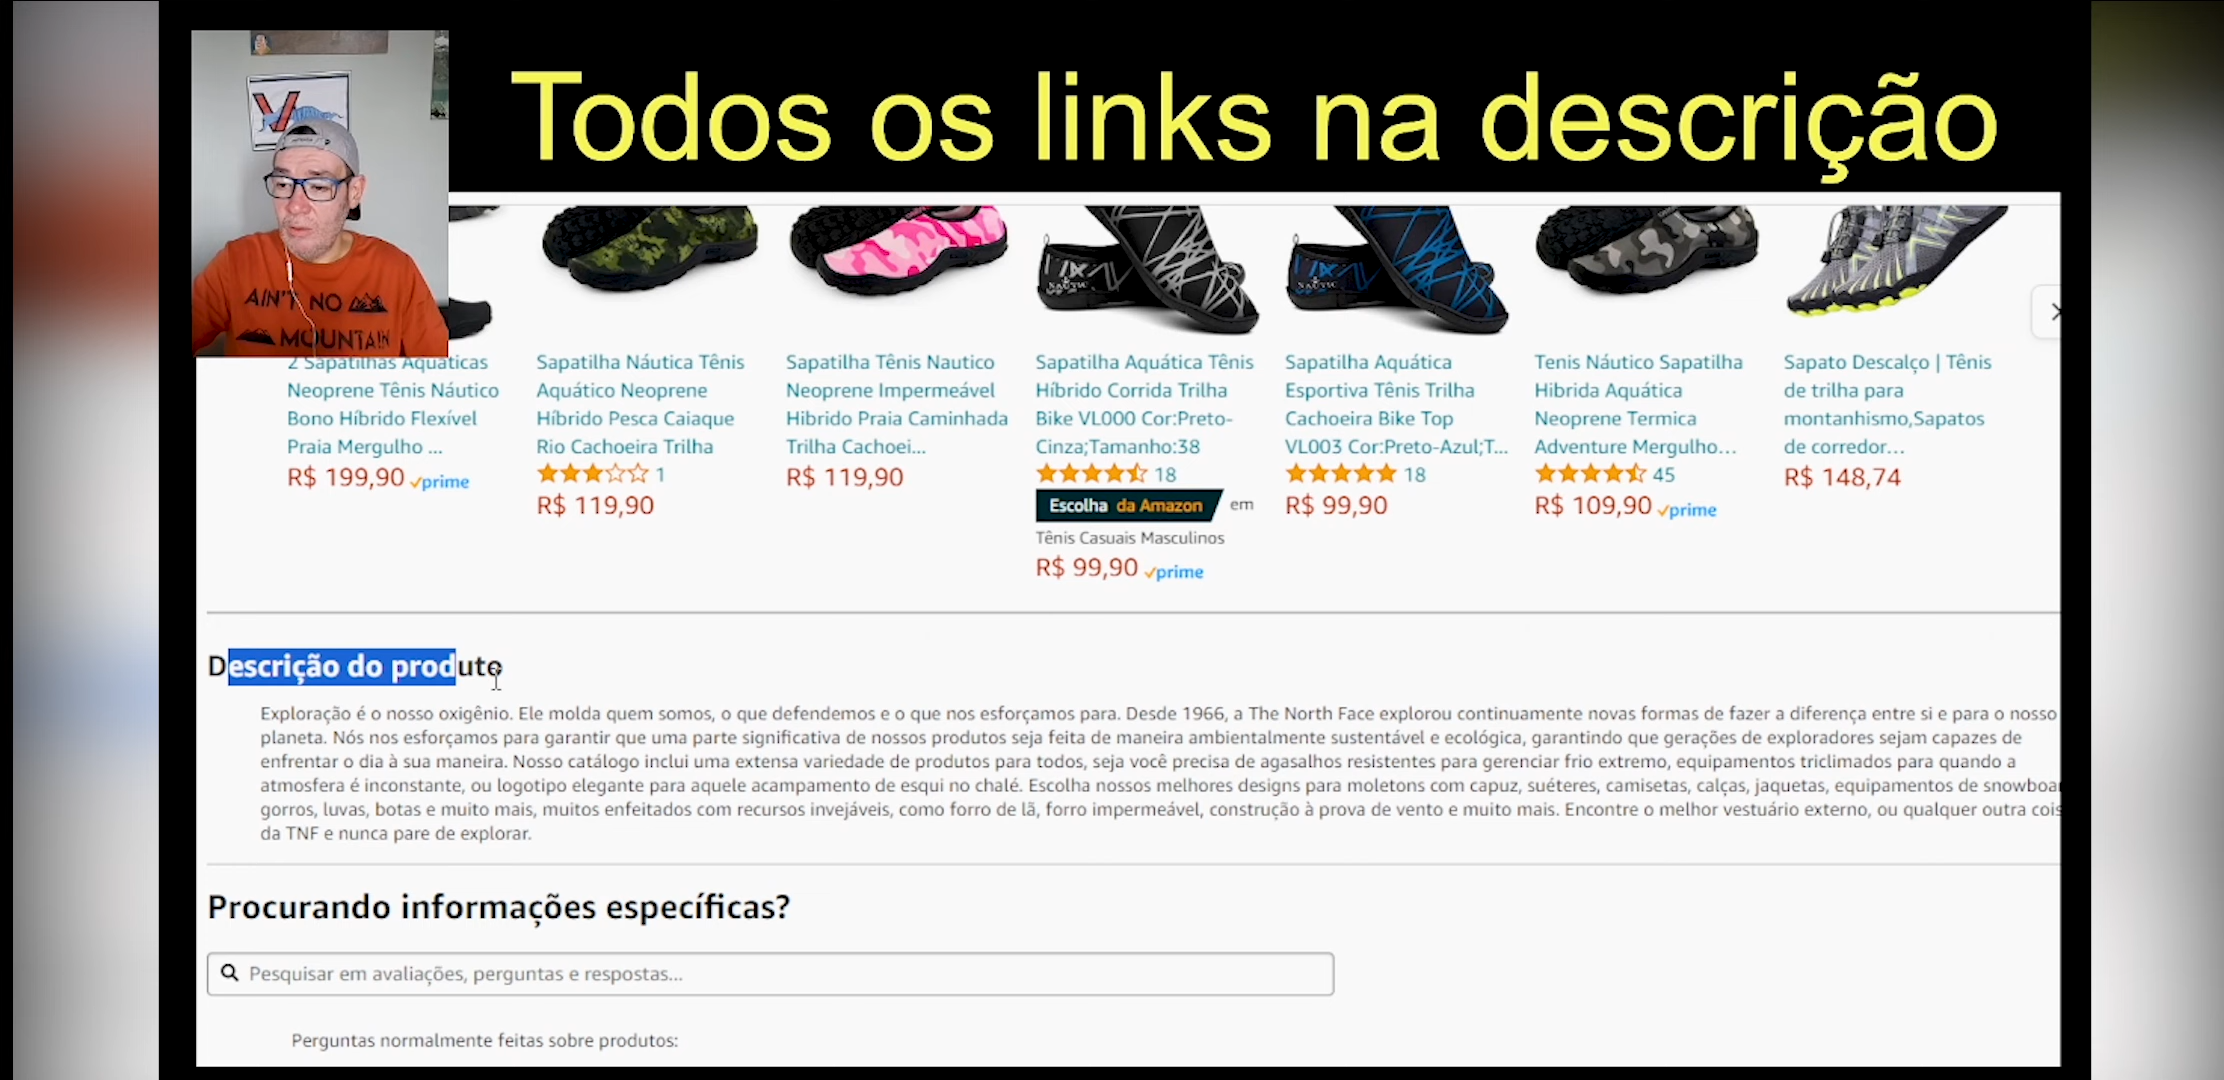 Todos os links na descrição
AIN'T NO
MOUNTAIN
NAUTIC
NAUTIC
2 Sapatilhas Aquáticas
Neoprene Tênis Náutico
Bono Híbrido Flexível
Praia Mergulho ...
R$ 199,90 prime
Sapatilha Náutica Tênis
Aquático Neoprene
Híbrido Pesca Caiaque
Rio Cachoeira Trilha
1
R$ 119,90
Sapatilha Tênis Nautico
Neoprene Impermeável
Hibrido Praia Caminhada
Trilha Cachoei...
R$ 119,90
Sapatilha Aquática Tênis
Híbrido Corrida Trilha
Bike VL000 Cor:Preto-
Cinza;Tamanho:38
18
Escolha da Amazon em
Tênis Casuais Masculinos
R$ 99,90 prime
Sapatilha Aquática
Esportiva Tênis Trilha
Cachoeira Bike Top
VL003 Cor:Preto-Azul;T...
18
R$ 99,90
Tenis Náutico Sapatilha
Hibrida Aquática
Neoprene Termica
Adventure Mergulho...
45
R$ 109,90 prime
Sapato Descalço | Tênis
de trilha para
montanhismo,Sapatos
de corredor...
R$ 148,74
Descrição do produto
Exploração é o nosso oxigênio. Ele molda quem somos, o que defendemos e o que nos esforçamos para. Desde 1966, a The North Face explorou continuamente novas formas de fazer a diferença entre si e para o nosso
planeta. Nós nos esforçamos para garantir que uma parte significativa de nossos produtos seja feita de maneira ambientalmente sustentável e ecológica, garantindo que gerações de exploradores sejam capazes de
enfrentar o dia à sua maneira. Nosso catálogo inclui uma extensa variedade de produtos para todos, seja você precisa de agasalhos resistentes para gerenciar frio extremo, equipamentos triclimados para quando a
atmosfera é inconstante, ou logotipo elegante para aquele acampamento de esqui no chalé. Escolha nossos melhores designs para moletons com capuz, suéteres, camisetas, calças, jaquetas, equipamentos de snowboa
gorros, luvas, botas e muito mais, muitos enfeitados com recursos invejáveis, como forro de lã, forro impermeável, construção à prova de vento e muito mais. Encontre o melhor vestuário externo, ou qualquer outra cois
da TNF e nunca pare de explorar.
Procurando informações específicas?
Pesquisar em avaliações, perguntas e respostas...
Perguntas normalmente feitas sobre produtos: